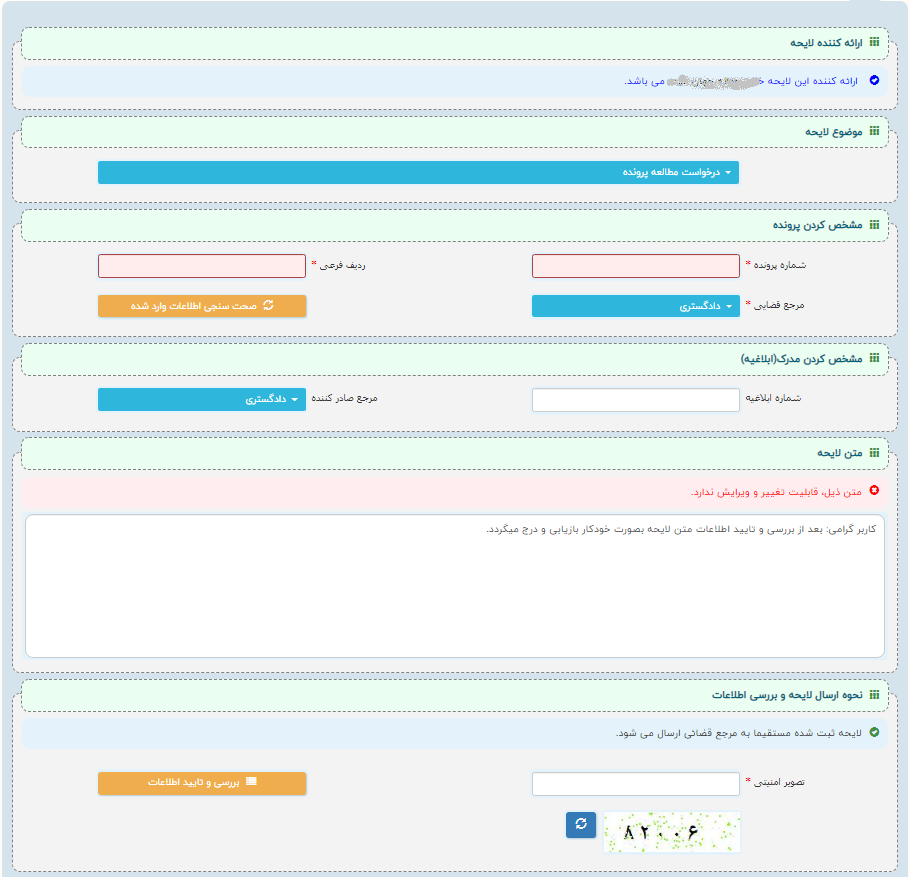 ارائه کننده لایحه
ارائه کننده این لایحه می باشد.
موضوع لایحه
درخواست مطالعه پرونده
مشخص کردن پرونده
شماره پرونده *
ردیف فرعی *
مرجع قضایی * دادگستری
صحت سنجی اطلاعات وارد شده
مشخص کردن مدرک(ابلاغیه)
شماره ابلاغیه
مرجع صادر کننده دادگستری
متن لایحه
متن ذیل، قابلیت تغییر و ویرایش ندارد.
کاربر گرامی: بعد از بررسی و تایید اطلاعات متن لایحه بصورت خودکار بازیابی و درج میگردد.
نحوه ارسال لایحه و بررسی اطلاعات
لایحه ثبت شده مستقیما به مرجع قضائی ارسال می شود.
تصویر امنیتی *
بررسی و تایید اطلاعات
۸۲۰۰۶